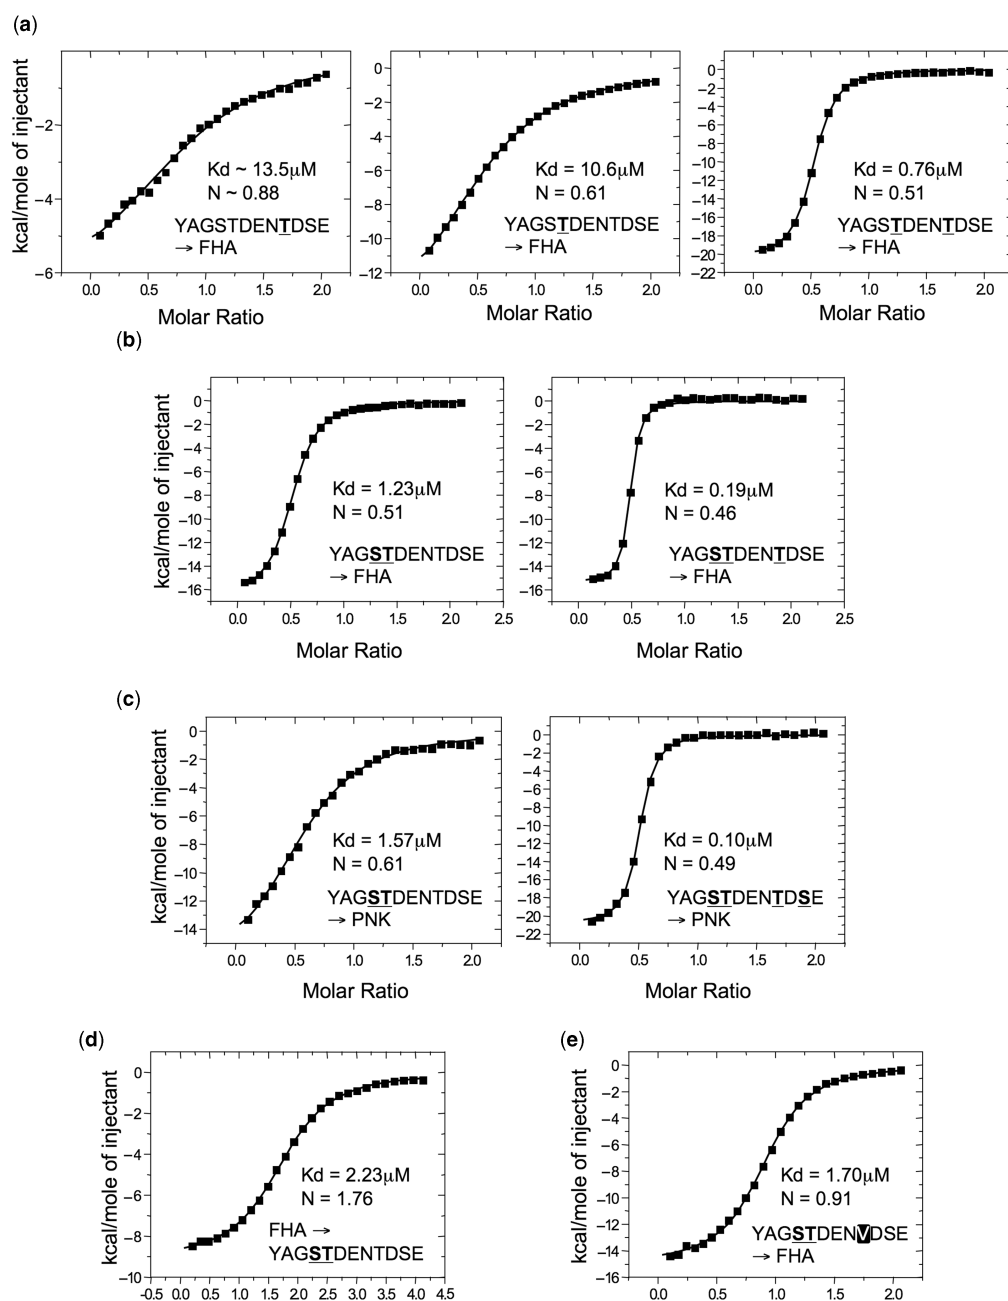 (a)
kcal/mole of injectant
−2
−4
−6
0.0 0.5 1.0 1.5 2.0
Molar Ratio
Kd ~ 13.5μM
N ~ 0.88
YAGSTDENTDSE
→ FHA
0
−2
−4
−6
−8
−10
−12
0.0 0.5 1.0 1.5 2.0
Molar Ratio
Kd = 10.6μM
N = 0.61
YAGSTDENTDSE
→ FHA
0
−2
−4
−6
−8
−10
−12
−14
−16
−18
−20
−22
0.0 0.5 1.0 1.5 2.0
Molar Ratio
Kd = 0.76μM
N = 0.51
YAGSTDENTDSE
→ FHA
(b)
kcal/mole of injectant
0
−2
−4
−6
−8
−10
−12
−14
−16
0.0 0.5 1.0 1.5 2.0 2.5
Molar Ratio
Kd = 1.23μM
N = 0.51
YAGSTDENTDSE
→ FHA
0
−2
−4
−6
−8
−10
−12
−14
−16
0.0 0.5 1.0 1.5 2.0 2.5
Molar Ratio
Kd = 0.19μM
N = 0.46
YAGSTDENTDSE
→ FHA
(c)
kcal/mole of injectant
0
−2
−4
−6
−8
−10
−12
−14
0.0 0.5 1.0 1.5 2.0
Molar Ratio
Kd = 1.57μM
N = 0.61
YAGSTDENTDSE
→ PNK
0
−2
−4
−6
−8
−10
−12
−14
−16
−18
−20
−22
0.0 0.5 1.0 1.5 2.0
Molar Ratio
Kd = 0.10μM
N = 0.49
YAGSTDENTDSE
→ PNK
(d)
kcal/mole of injectant
0
−2
−4
−6
−8
−10
-0.5 0.0 0.5 1.0 1.5 2.0 2.5 3.0 3.5 4.0 4.5
Kd = 2.23μM
N = 1.76
FHA →
YAGSTDENTDSE
(e)
kcal/mole of injectant
0
−2
−4
−6
−8
−10
−12
−14
−16
0.0 0.5 1.0 1.5 2.0
Kd = 1.70μM
N = 0.91
YAGSTDENVDSE
→ FHA